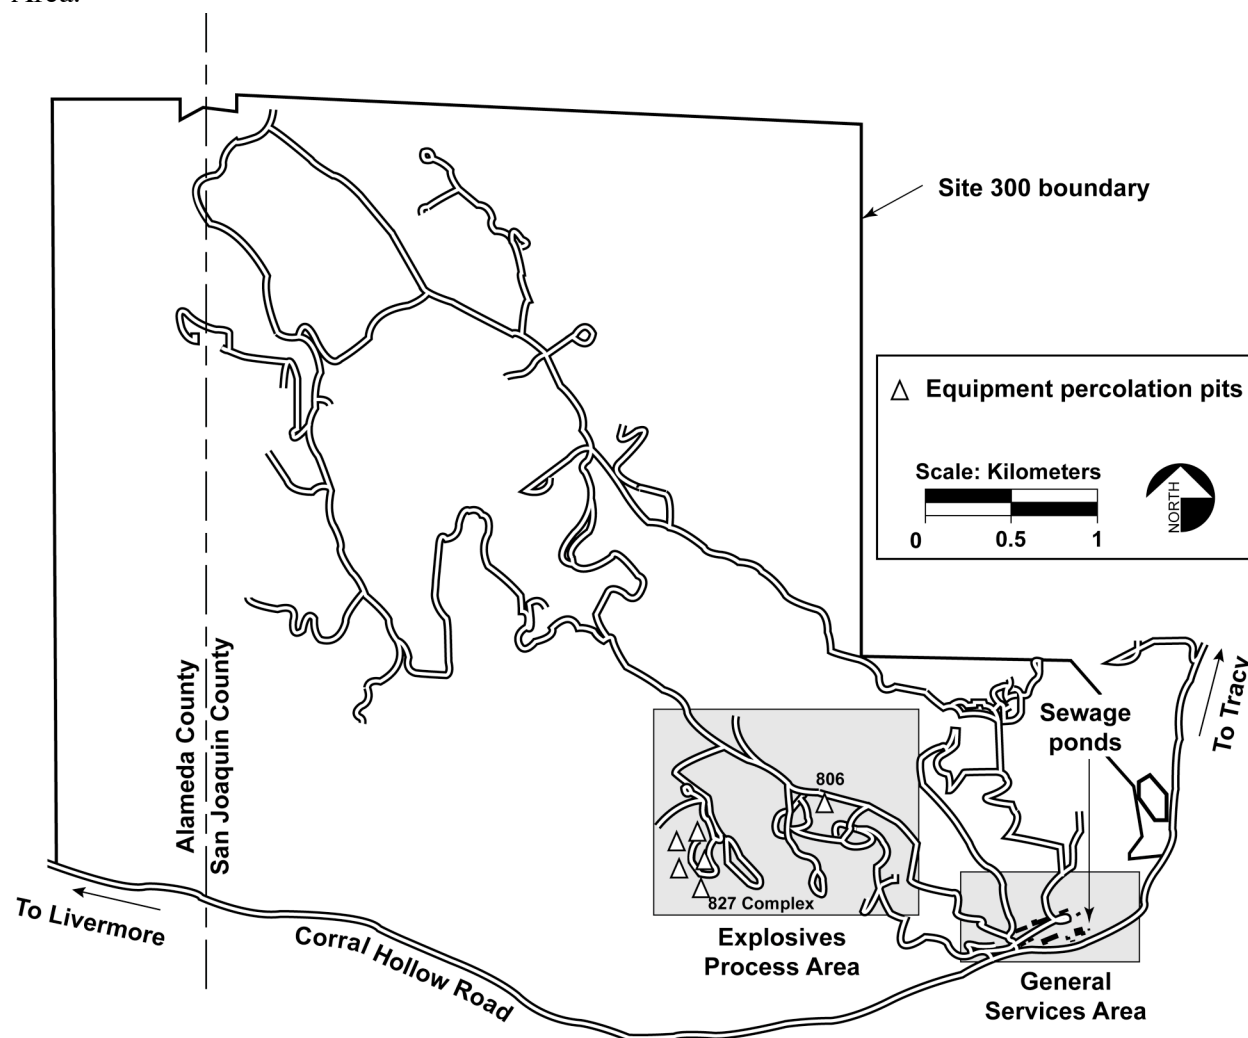 Area.
Site 300 boundary
Equipment percolation pits
Scale: Kilometers
NORTH
0 0.5 1
Alameda County
San Joaquin County
Sewage
ponds
To Tracy
806
827 Complex
To Livermore
Corral Hollow Road
Explosives
Process Area
General
Services Area